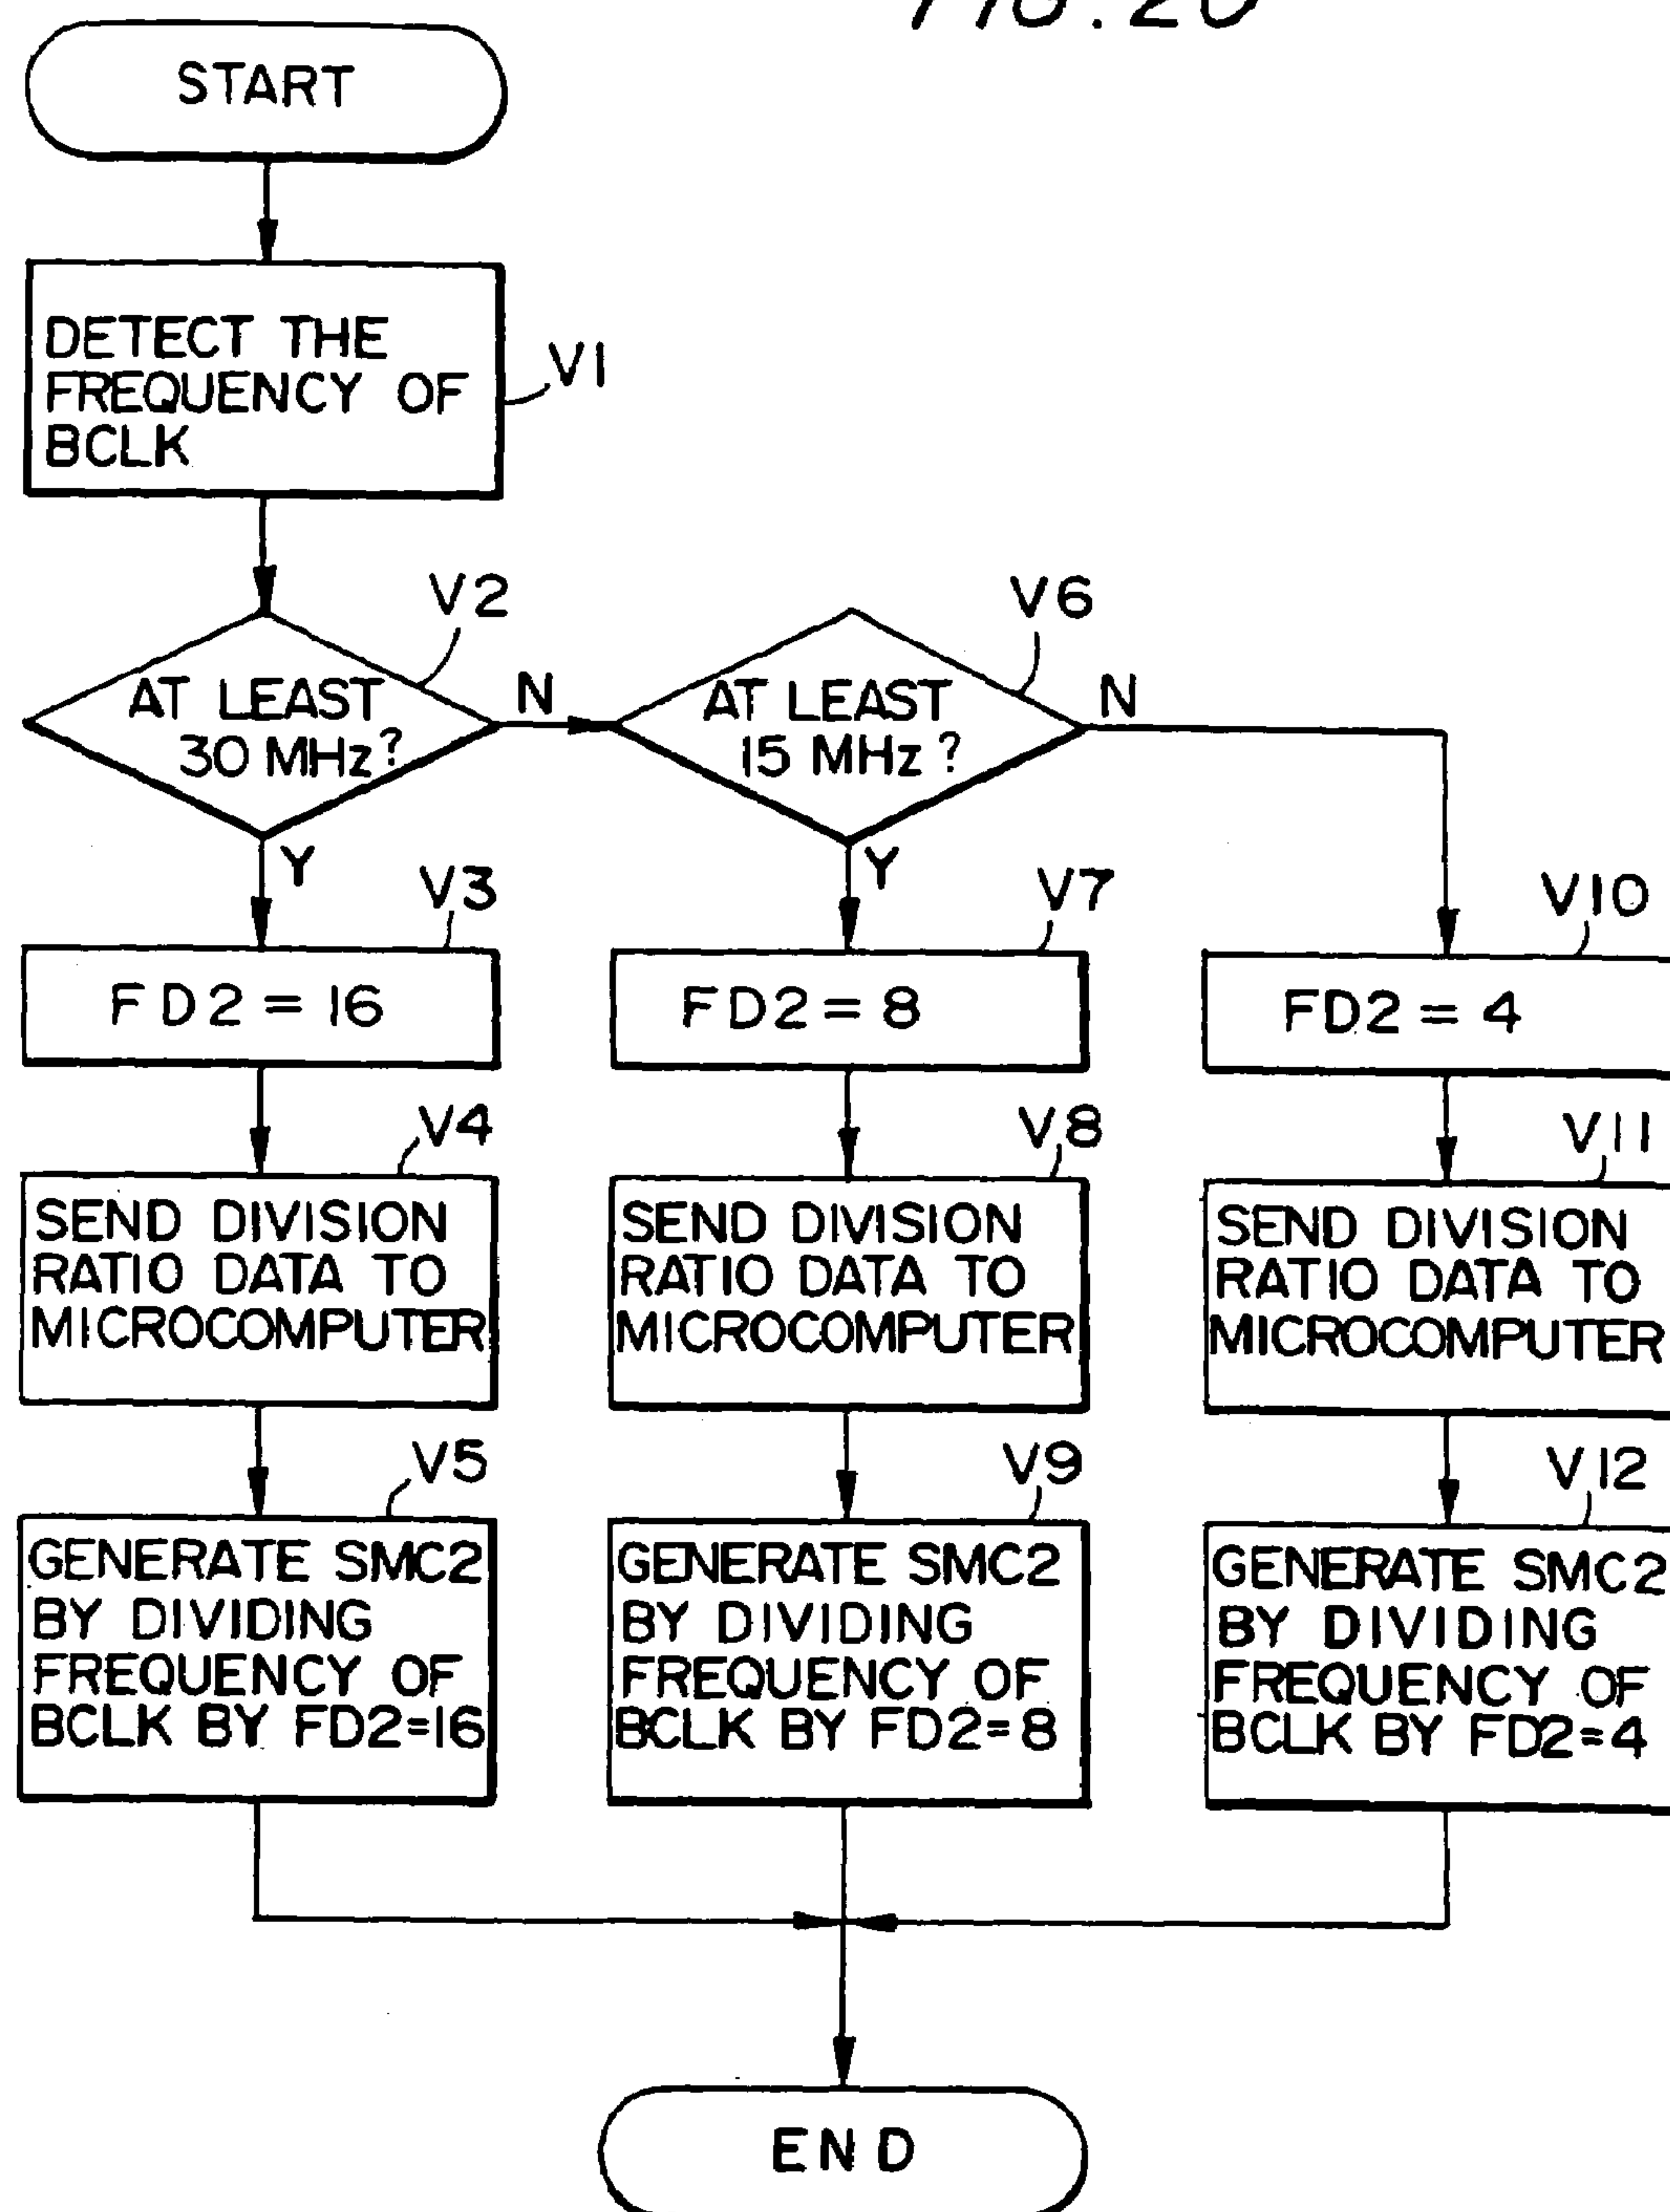 START
DETECT THE
FREQUENCY OF
BCLK
V1
V2
AT LEAST
30 MHz?
N
Y
V6
AT LEAST
15 MHz ?
N
Y
V3
FD2 = 16
V7
FD2 = 8
V10
FD2 = 4
V4
SEND DIVISION
RATIO DATA TO
MICROCOMPUTER
V8
SEND DIVISION
RATIO DATA TO
MICROCOMPUTER
V11
SEND DIVISION
RATIO DATA TO
MICROCOMPUTER
V5
GENERATE SMC2
BY DIVIDING
FREQUENCY OF
BCLK BY FD2=16
V9
GENERATE SMC2
BY DIVIDING
FREQUENCY OF
BCLK BY FD2=8
V12
GENERATE SMC2
BY DIVIDING
FREQUENCY OF
BCLK BY FD2=4
END